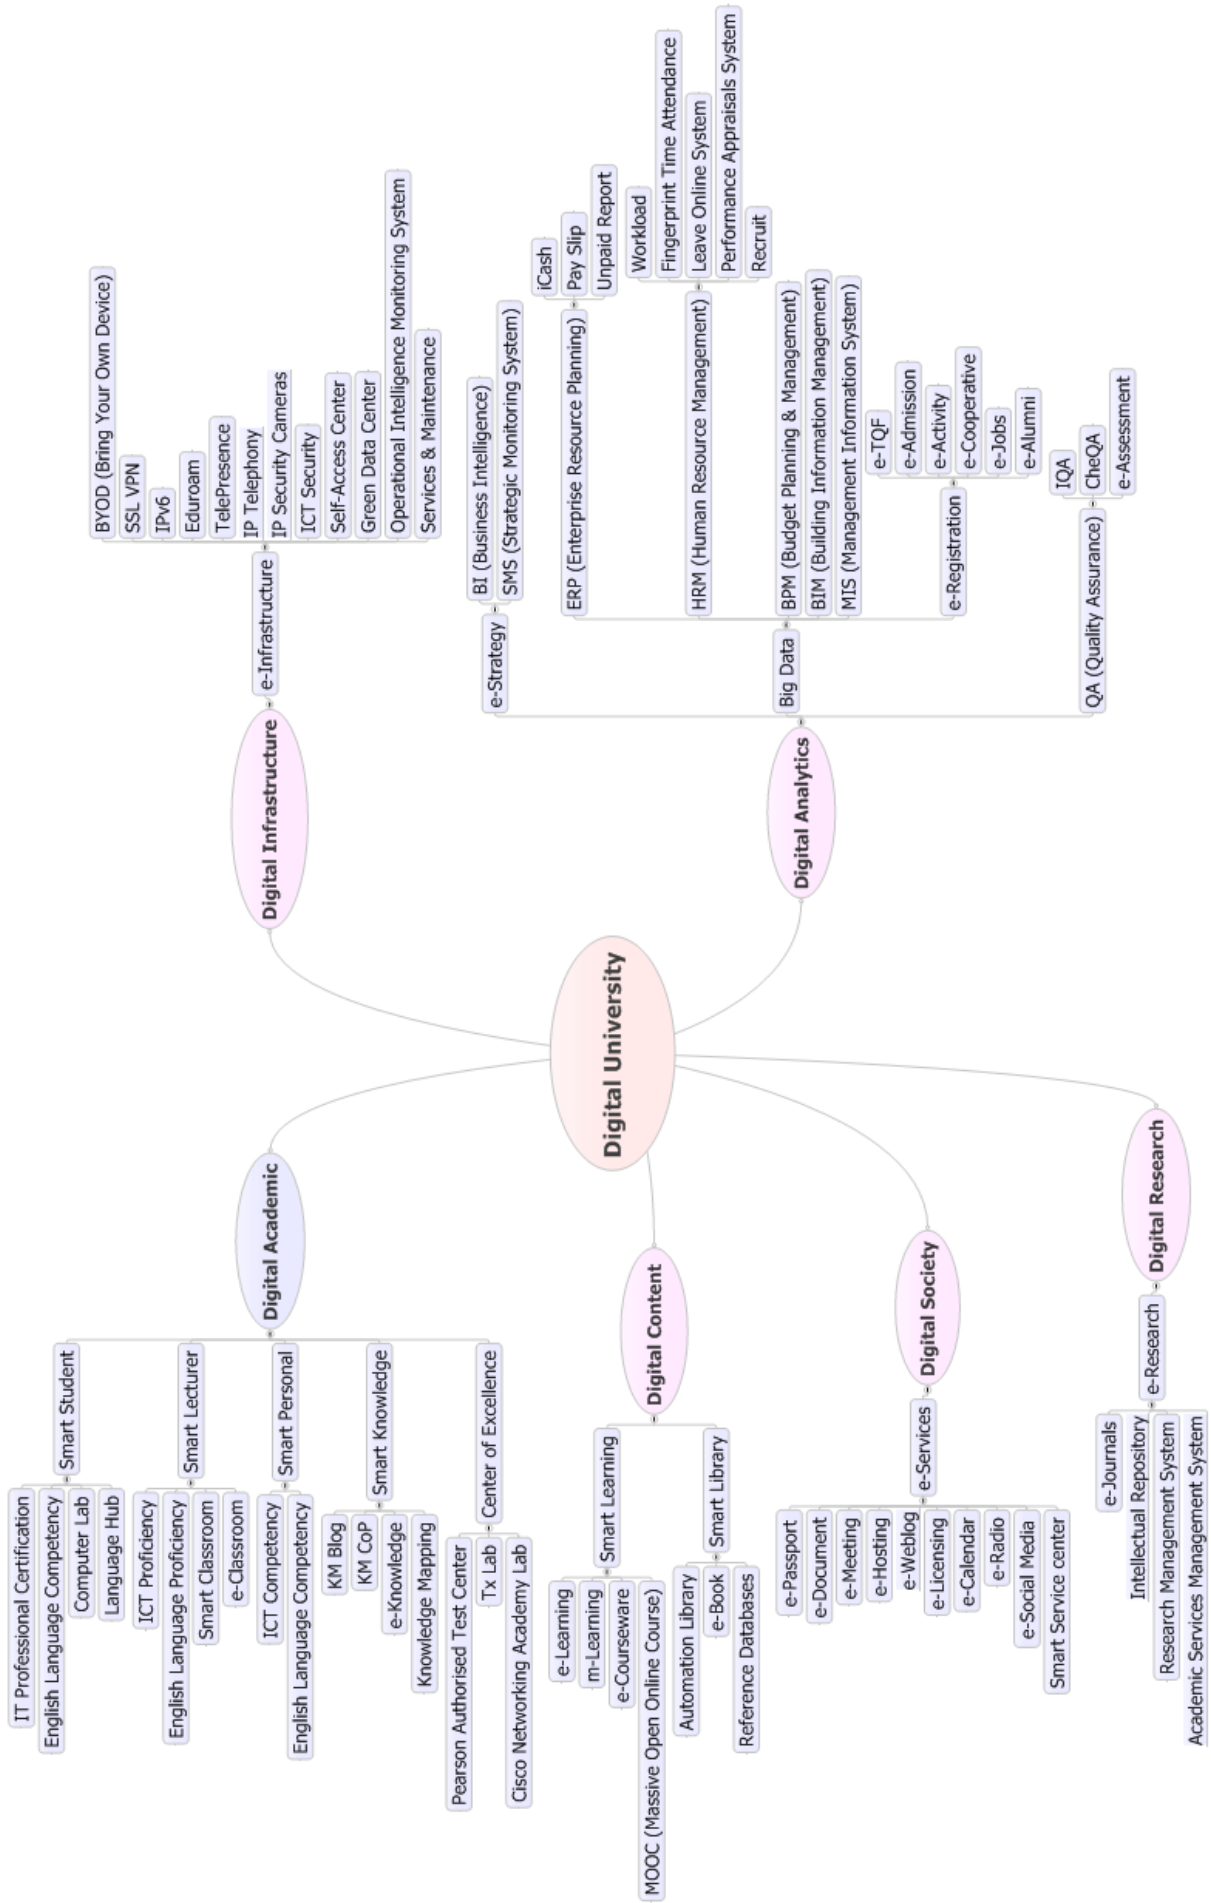 Digital University
Digital Academic
Smart Student
IT Professional Certification
English Language Competency
Computer Lab
Language Hub
Smart Lecturer
ICT Proficiency
English Language Proficiency
Smart Classroom
e-Classroom
Smart Personal
ICT Competency
English Language Competency
Smart Knowledge
KM Blog
KM CoP
e-Knowledge
Knowledge Mapping
Center of Excellence
Pearson Authorised Test Center
Tx Lab
Cisco Networking Academy Lab
Digital Content
Smart Learning
e-Learning
m-Learning
e-Courseware
MOOC (Massive Open Online Course)
Smart Library
Automation Library
e-Book
Reference Databases
Digital Society
e-Services
e-Passport
e-Document
e-Meeting
e-Hosting
e-Weblog
e-Licensing
e-Calendar
e-Radio
e-Social Media
Smart Service center
Digital Research
e-Research
e-Journals
Intellectual Repository
Research Management System
Academic Services Management System
Digital Infrastructure
e-Infrastructure
BYOD (Bring Your Own Device)
SSL VPN
IPv6
Eduroam
TelePresence
IP Telephony
IP Security Cameras
ICT Security
Self-Access Center
Green Data Center
Operational Intelligence Monitoring System
Services & Maintenance
Digital Analytics
e-Strategy
BI (Business Intelligence)
SMS (Strategic Monitoring System)
Big Data
ERP (Enterprise Resource Planning)
iCash
Pay Slip
Unpaid Report
HRM (Human Resource Management)
Workload
Fingerprint Time Attendance
Leave Online System
Performance Appraisals System
Recruit
BPM (Budget Planning & Management)
BIM (Building Information Management)
MIS (Management Information System)
e-Registration
e-TQF
e-Admission
e-Activity
e-Cooperative
e-Jobs
e-Alumni
QA (Quality Assurance)
IQA
CheQA
e-Assessment